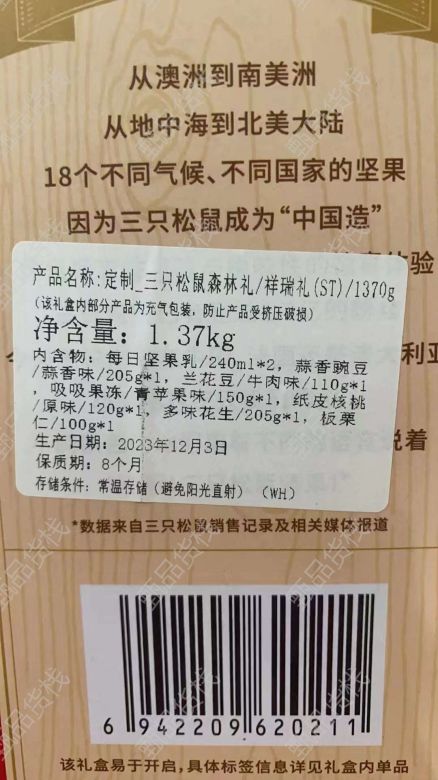 从澳洲到南美洲
从地中海到北美大陆
18个不同气候、不同国家的坚果
因为三只松鼠成为“中国造”
体验
产品名称:定制_三只松鼠森林礼/祥瑞礼(ST)/1370g
(该礼盒内部分产品为充气包装,防止产品受挤压破损)
净含量: 1.37kg
利亚
内含物: 每日坚果乳/240ml*2, 蒜香豌豆
/蒜香味/205g*1, 兰花豆/牛肉味/110g*1
, 吸吸果冻/青苹果味/150g*1, 纸皮核桃
/原味/120g*1, 多味花生/205g*1, 板栗
仁/100g*1
说着
生产日期: 2023年12月3日
保质期: 8个月
存储条件: 常温存储(避免阳光直射) (WH)
*数据来自三只松鼠销售记录及相关媒体报道
6 942209 620211
该礼盒易于开启,具体标签信息详见礼盒内单品
甄品货栈